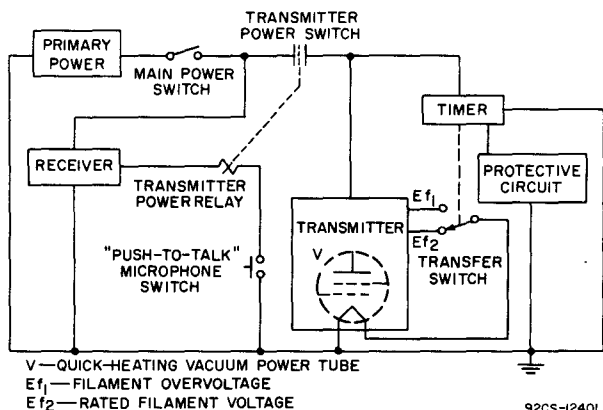 TRANSMITTER
POWER SWITCH
PRIMARY
POWER
MAIN POWER
SWITCH
TIMER
RECEIVER
TRANSMITTER
POWER RELAY
PROTECTIVE
CIRCUIT
"PUSH-TO-TALK"
MICROPHONE
SWITCH
TRANSMITTER
Ef1
Ef2
V
TRANSFER
SWITCH
V—QUICK-HEATING VACUUM POWER TUBE
Ef1—FILAMENT OVERVOLTAGE
Ef2—RATED FILAMENT VOLTAGE
92CS-12401